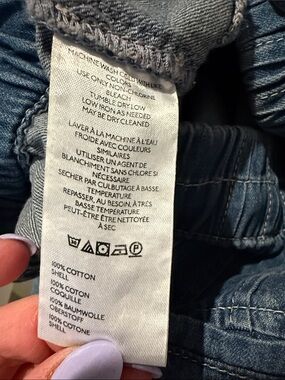 MACHINE WASH COLD WITH LIKE
COLORS
USE ONLY NON-CHLORINE
BLEACH
TUMBLE DRY LOW
LOW IRON AS NEEDED
MAY BE DRY CLEANED
LAVER À LA MACHINE À L'EAU
FROIDE AVEC COULEURS
SIMILAIRES
UTILISER UN AGENT DE
BLANCHIMENT SANS CHLORE SI
NÉCESSAIRE
SÉCHER PAR CULBUTAGE À BASSE
TEMPÉRATURE
REPASSER, AU BESOIN, À TRÈS
BASSE TEMPÉRATURE
PEUT-ÊTRE ÊTRE NETTOYÉE
À SEC
P
100% COTTON
SHELL
100% COTON
COQUILLE
100% BAUMWOLLE
OBERSTOFF
100% COTONE
SHELL